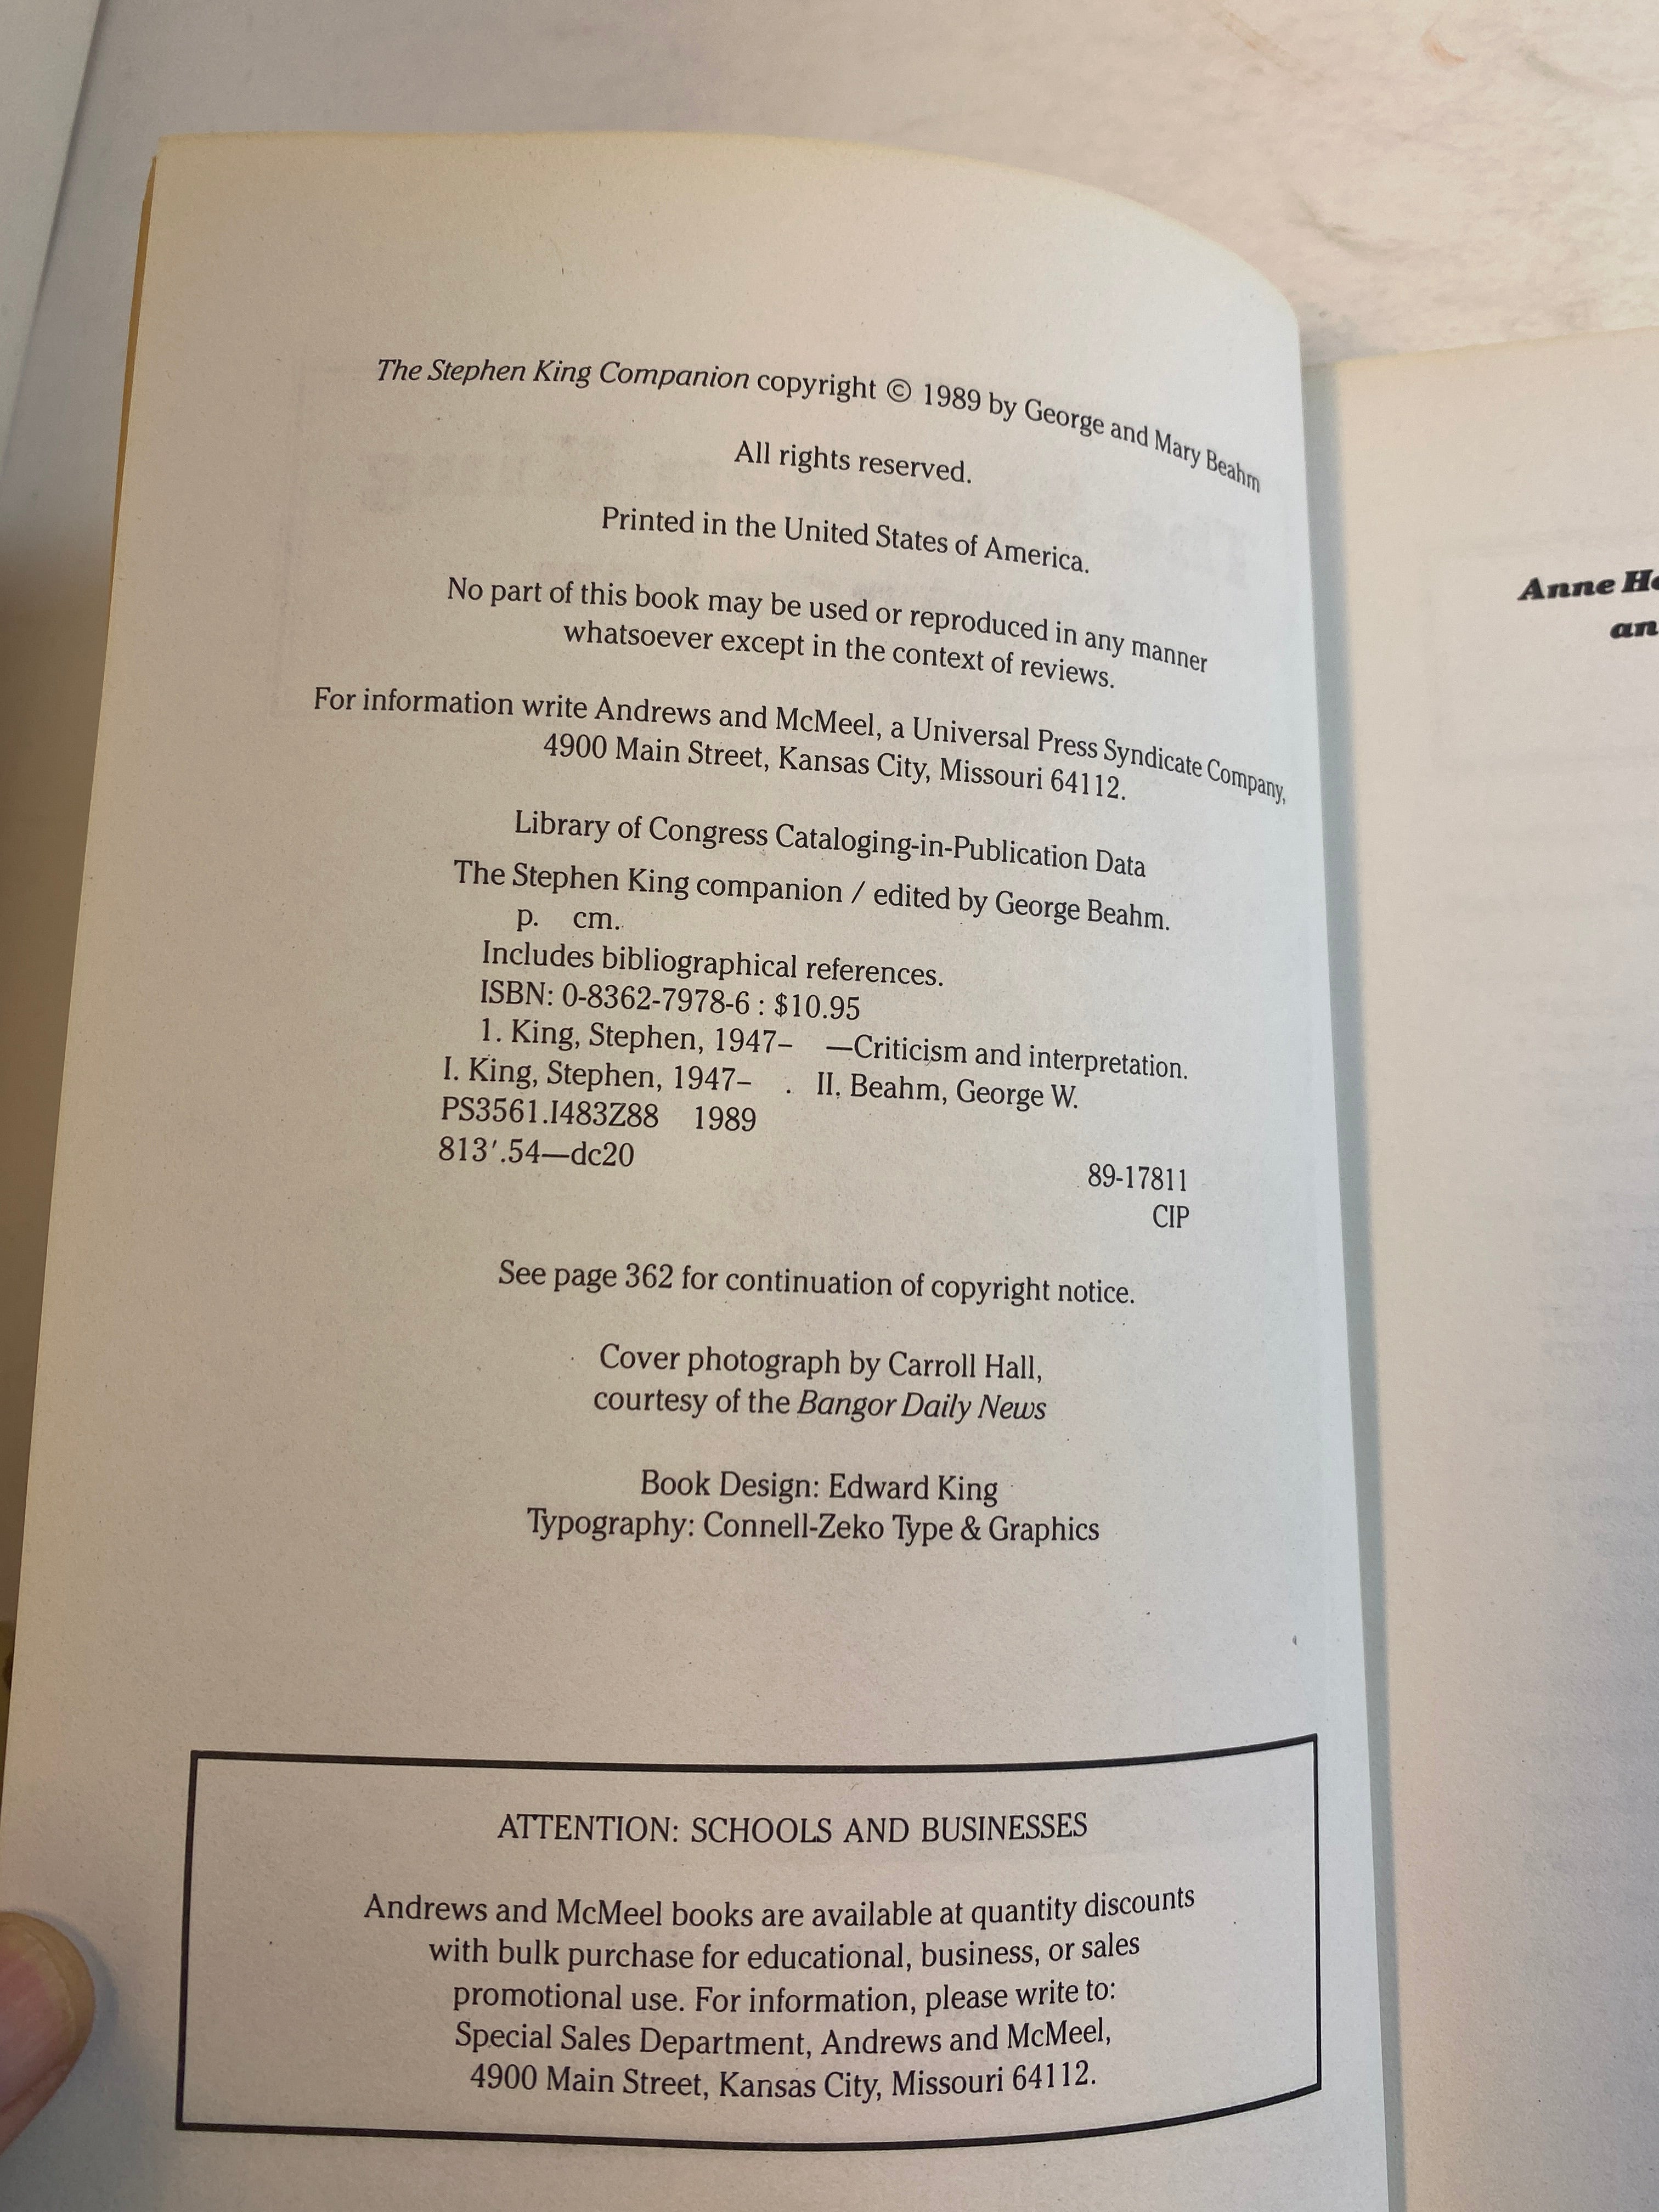 The Stephen King Companion copyright © 1989 by George and Mary Beahm
All rights reserved.
Printed in the United States of America.
No part of this book may be used or reproduced in any manner
whatsoever except in the context of reviews.
For information write Andrews and McMeel, a Universal Press Syndicate Company,
4900 Main Street, Kansas City, Missouri 64112.
Library of Congress Cataloging-in-Publication Data
The Stephen King companion / edited by George Beahm.
p. cm.
Includes bibliographical references.
ISBN: 0-8362-7978-6 : $10.95
1. King, Stephen, 1947– —Criticism and interpretation.
I. King, Stephen, 1947– . II. Beahm, George W.
PS3561.I483Z88 1989
813′.54—dc20
89-17811
CIP
See page 362 for continuation of copyright notice.
Cover photograph by Carroll Hall,
courtesy of the Bangor Daily News
Book Design: Edward King
Typography: Connell-Zeko Type & Graphics
ATTENTION: SCHOOLS AND BUSINESSES
Andrews and McMeel books are available at quantity discounts
with bulk purchase for educational, business, or sales
promotional use. For information, please write to:
Special Sales Department, Andrews and McMeel,
4900 Main Street, Kansas City, Missouri 64112.
Anne